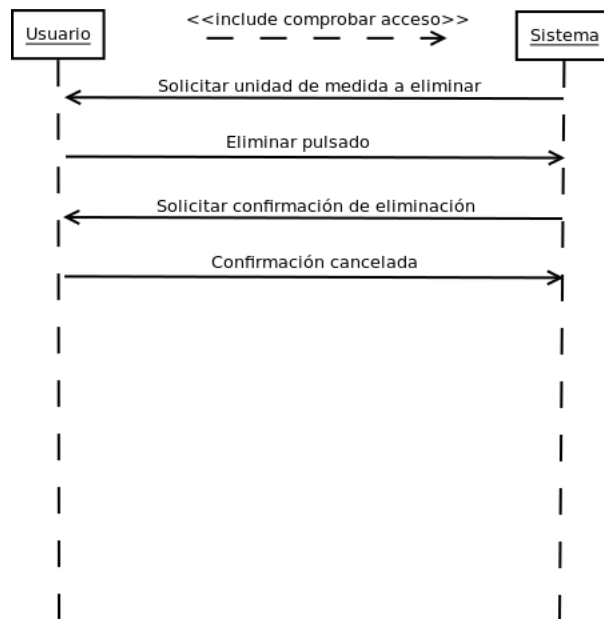 <<include comprobar acceso>>
Usuario
Sistema
Solicitar unidad de medida a eliminar
Eliminar pulsado
Solicitar confirmación de eliminación
Confirmación cancelada